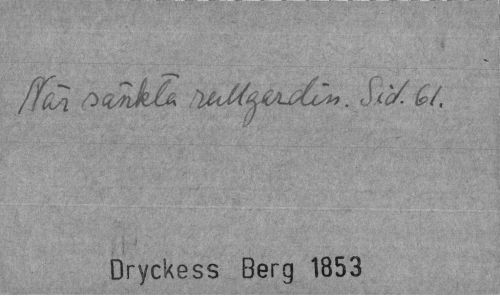 När sänkta rullgardin. Sid. 61.
Dryckess Berg 1853